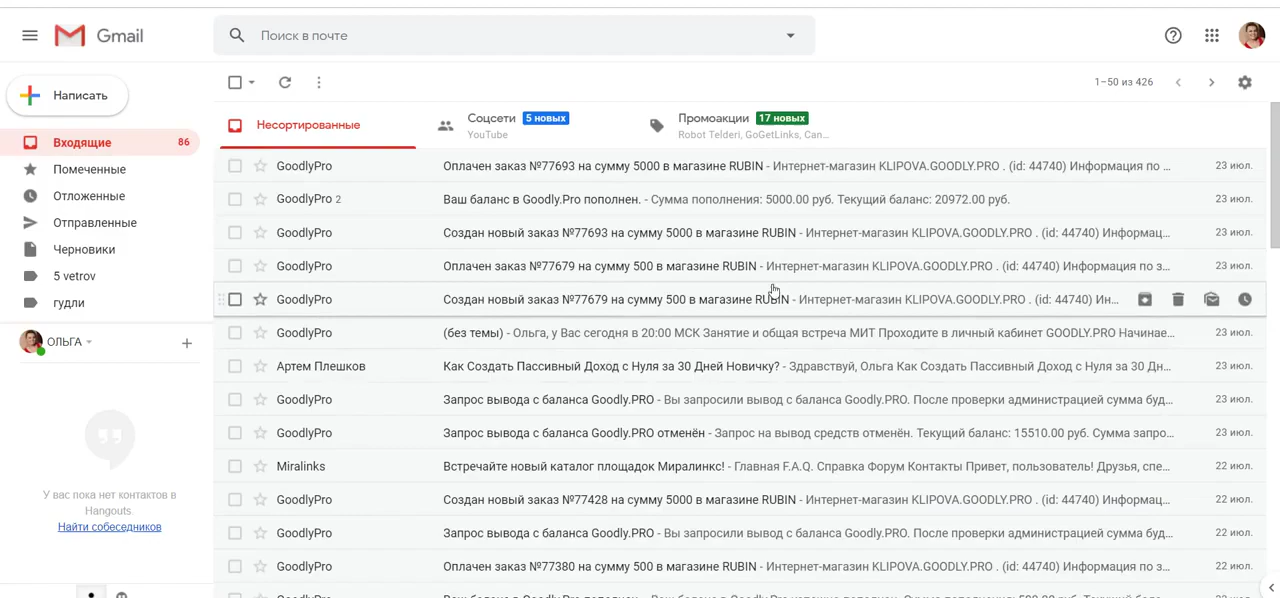 Gmail
Поиск в почте
Написать
1–50 из 426
Входящие 86
Помеченные
Отложенные
Отправленные
Черновики
5 vetrov
гудли
ОЛЬГА
У вас пока нет контактов в
Hangouts
Найти собеседников
Несортированные
Соцсети 5 новых
YouTube
Промоакции 17 новых
Robot Telderi, GoGetLinks, Can...
GoodlyPro Оплачен заказ №77693 на сумму 5000 в магазине RUBIN - Интернет-магазин KLIPOVA.GOODLY.PRO . (id: 44740) Информация по ... 23 июл.
GoodlyPro 2 Ваш баланс в Goodly.Pro пополнен. - Сумма пополнения: 5000.00 руб. Текущий баланс: 20972.00 руб. 23 июл.
GoodlyPro Создан новый заказ №77693 на сумму 5000 в магазине RUBIN - Интернет-магазин KLIPOVA.GOODLY.PRO . (id: 44740) Информац... 23 июл.
GoodlyPro Оплачен заказ №77679 на сумму 500 в магазине RUBIN - Интернет-магазин KLIPOVA.GOODLY.PRO . (id: 44740) Информация по з... 23 июл.
GoodlyPro Создан новый заказ №77679 на сумму 500 в магазине RUBIN - Интернет-магазин KLIPOVA.GOODLY.PRO . (id: 44740) Ин...
GoodlyPro (без темы) - Ольга, у Вас сегодня в 20:00 МСК Занятие и общая встреча МИТ Проходите в личный кабинет GOODLY.PRO Начинае... 23 июл.
Артем Плешков Как Создать Пассивный Доход с Нуля за 30 Дней Новичку? - Здравствуй, Ольга Как Создать Пассивный Доход с Нуля за 30 Дн... 23 июл.
GoodlyPro Запрос вывода с баланса Goodly.PRO - Вы запросили вывод с баланса Goodly.PRO. После проверки администрацией сумма буд... 23 июл.
GoodlyPro Запрос вывода с баланса Goodly.PRO отменён - Запрос на вывод средств отменён. Текущий баланс: 15510.00 руб. Сумма запро... 23 июл.
Miralinks Встречайте новый каталог площадок Миралинкс! - Главная F.A.Q. Справка Форум Контакты Привет, пользователь! Друзья, спе... 22 июл.
GoodlyPro Создан новый заказ №77428 на сумму 5000 в магазине RUBIN - Интернет-магазин KLIPOVA.GOODLY.PRO . (id: 44740) Информац... 22 июл.
GoodlyPro Запрос вывода с баланса Goodly.PRO - Вы запросили вывод с баланса Goodly.PRO. После проверки администрацией сумма буд... 22 июл.
GoodlyPro Оплачен заказ №77380 на сумму 500 в магазине RUBIN - Интернет-магазин KLIPOVA.GOODLY.PRO . (id: 44740) Информация по з... 22 июл.